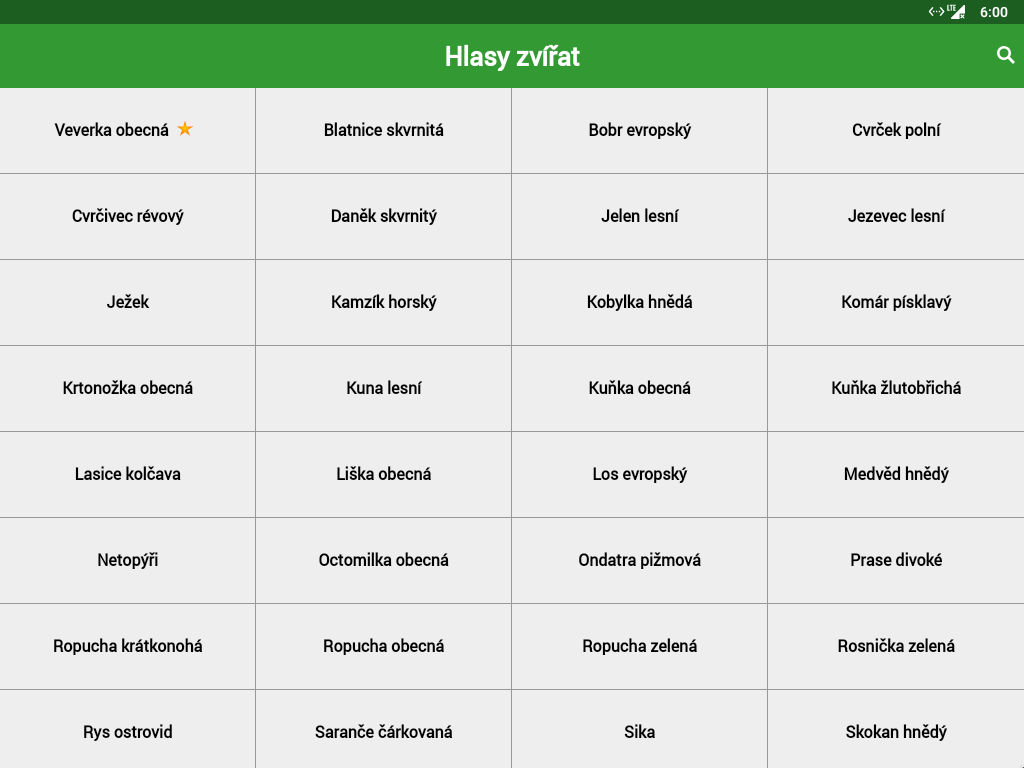 LTE 6:00
Hlasy zvířat
Veverka obecná Blatnice skvrnitá Bobr evropský Cvrček polní
Cvrčivec révový Daněk skvrnitý Jelen lesní Jezevec lesní
Ježek Kamzík horský Kobylka hnědá Komár písklavý
Krtonožka obecná Kuna lesní Kuňka obecná Kuňka žlutobřichá
Lasice kolčava Liška obecná Los evropský Medvěd hnědý
Netopýři Octomilka obecná Ondatra pižmová Prase divoké
Ropucha krátkonohá Ropucha obecná Ropucha zelená Rosnička zelená
Rys ostrovid Saranče čárkovaná Sika Skokan hnědý